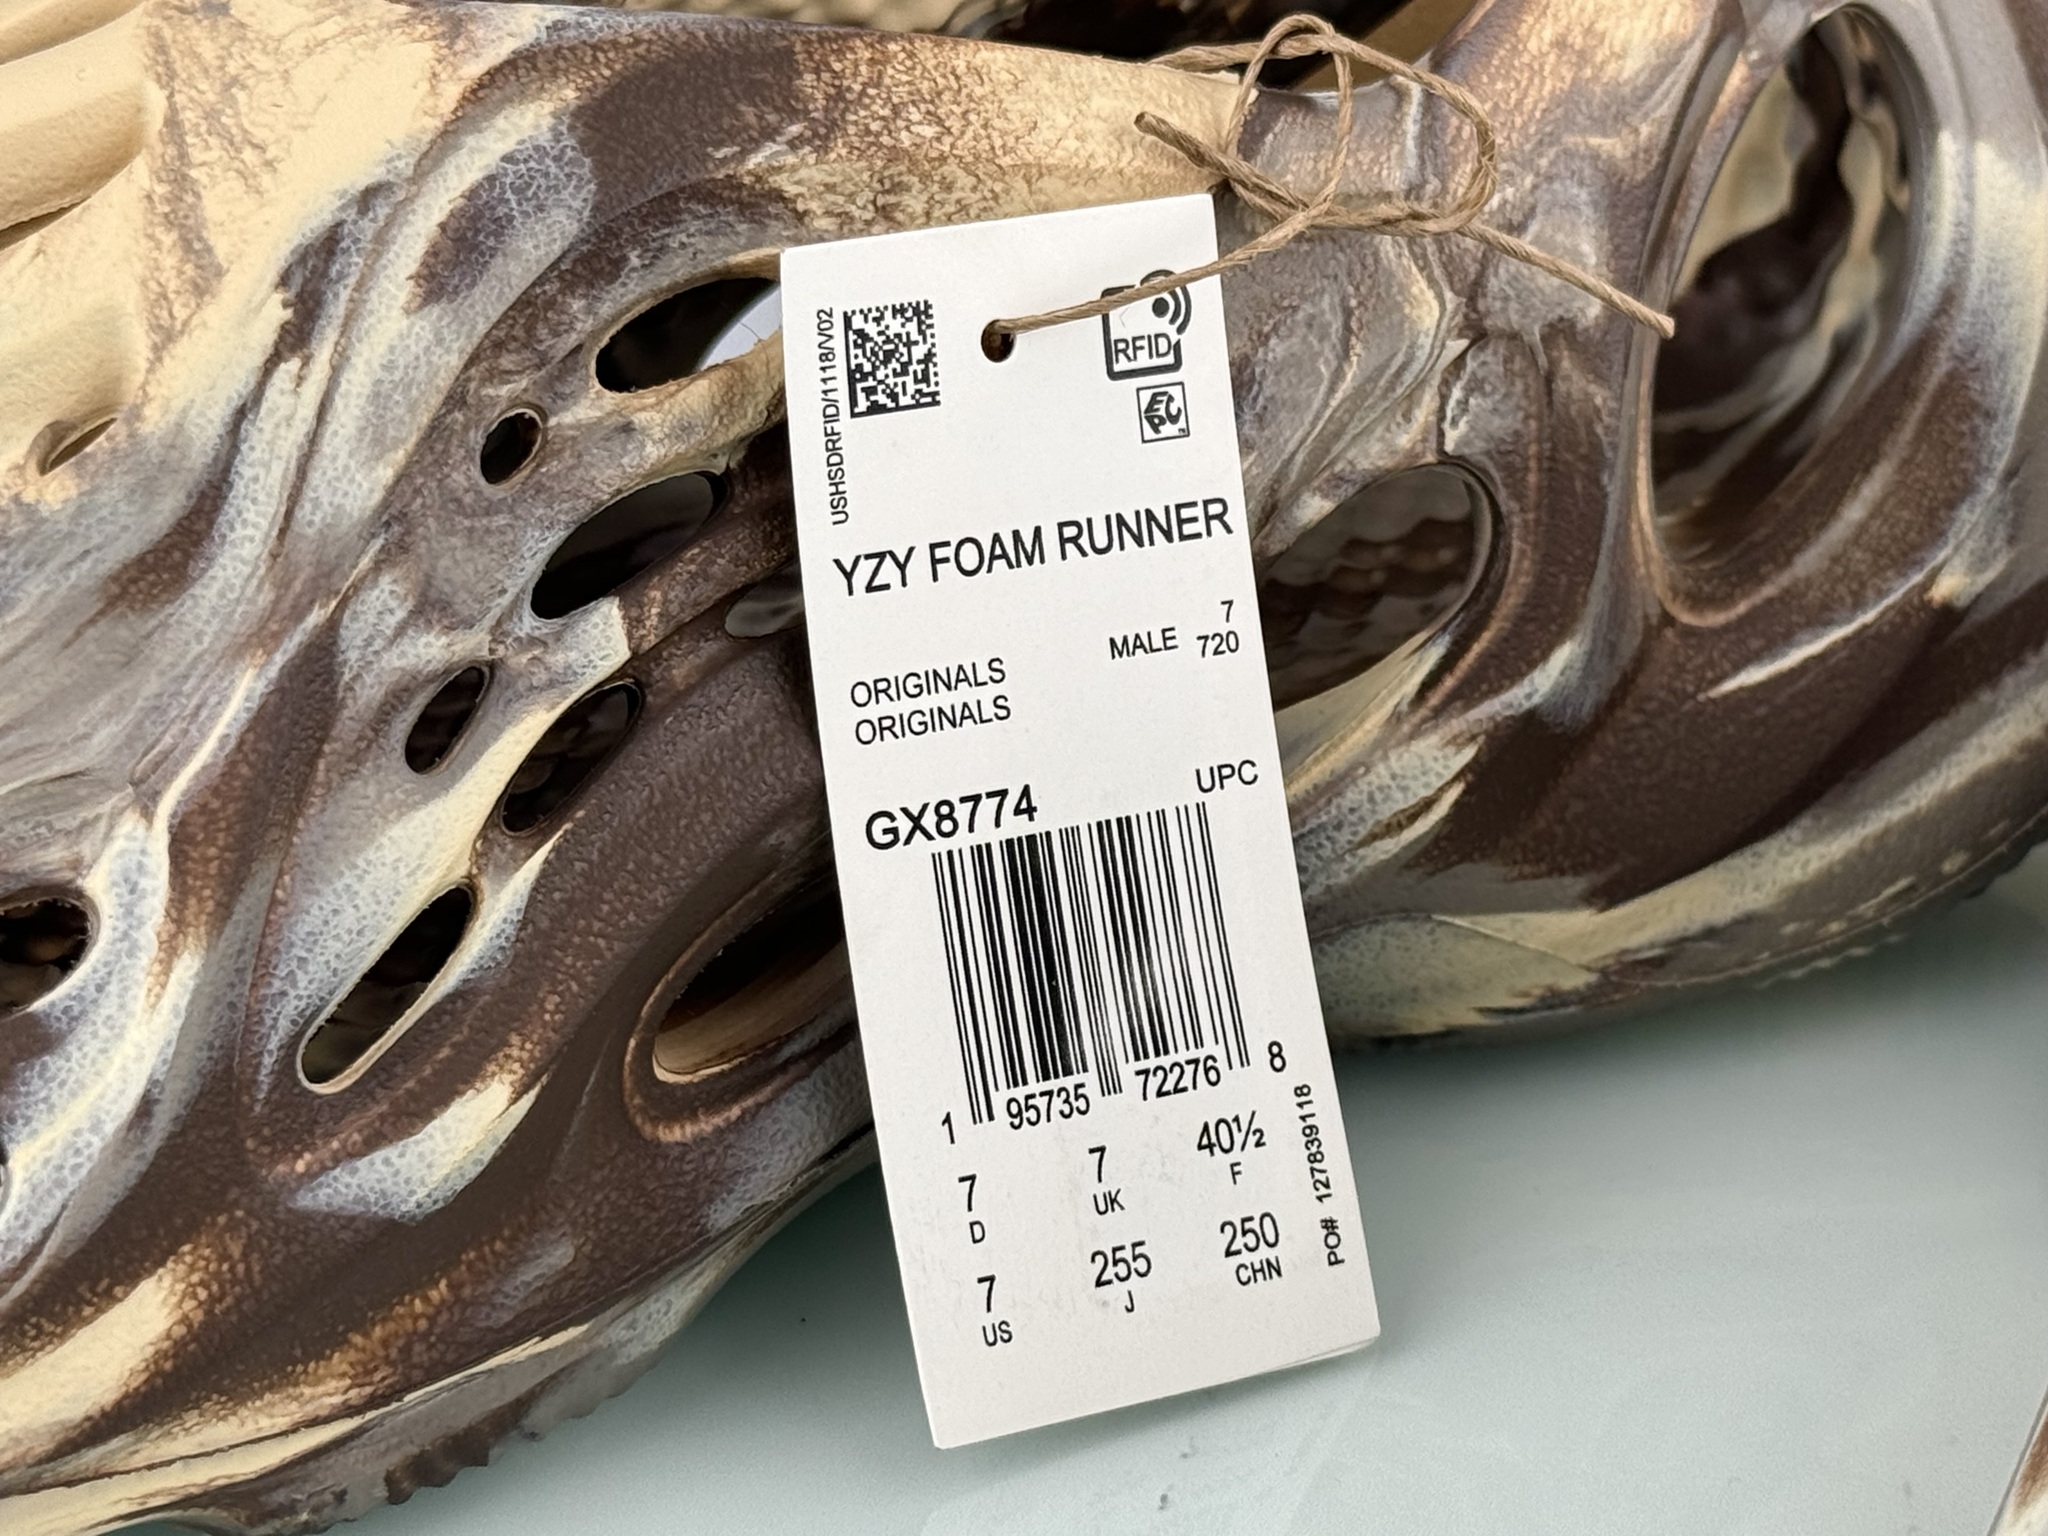 USHSDRFID/1118/V02
RFID
EPC
YZY FOAM RUNNER
7
MALE 720
ORIGINALS
ORIGINALS
UPC
GX8774
1 95735 72276 8
7 7 40½
D UK F
7 255 250
US J CHN
PO# 127839118